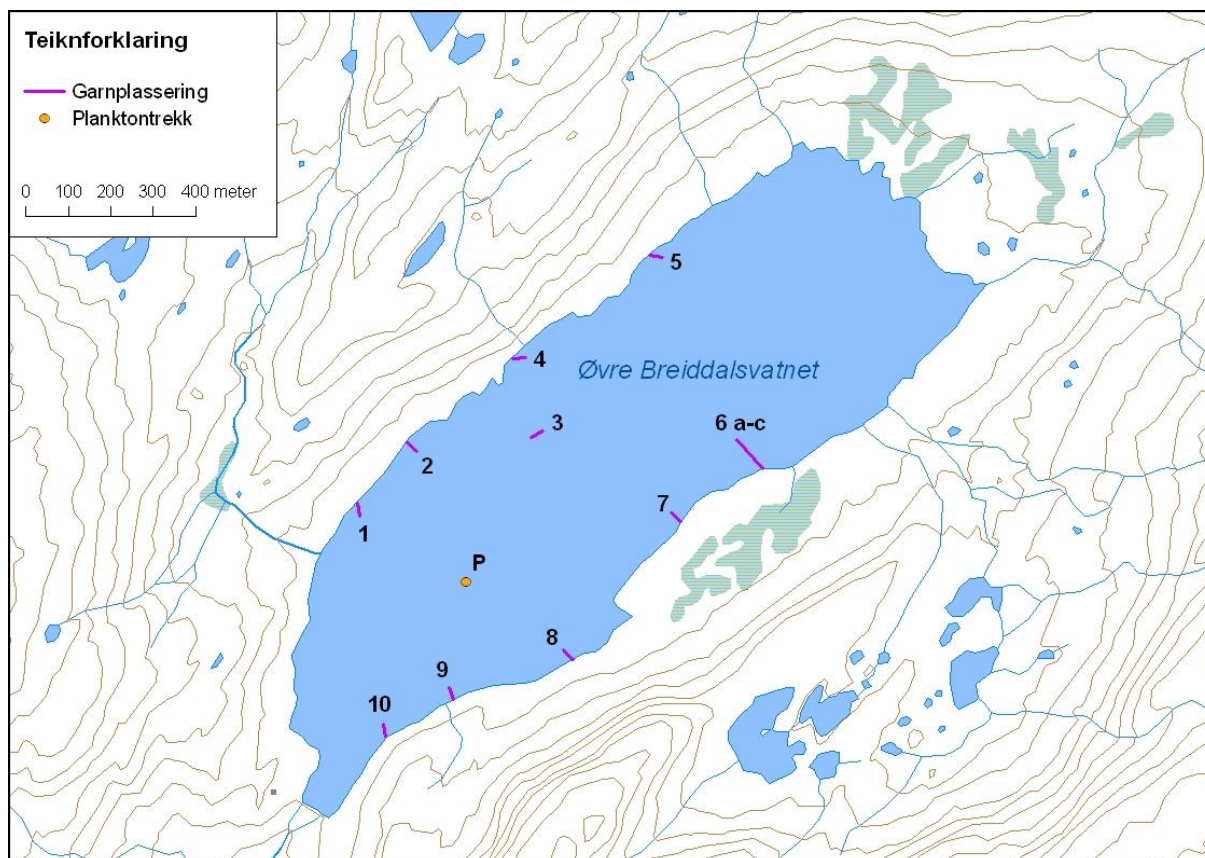 Teiknforklaring
Garnplassering
Planktontrekk
0 100 200 300 400 meter
5
4
Øvre Breiddalsvatnet
3
6 a-c
2
7
1
P
8
9
10